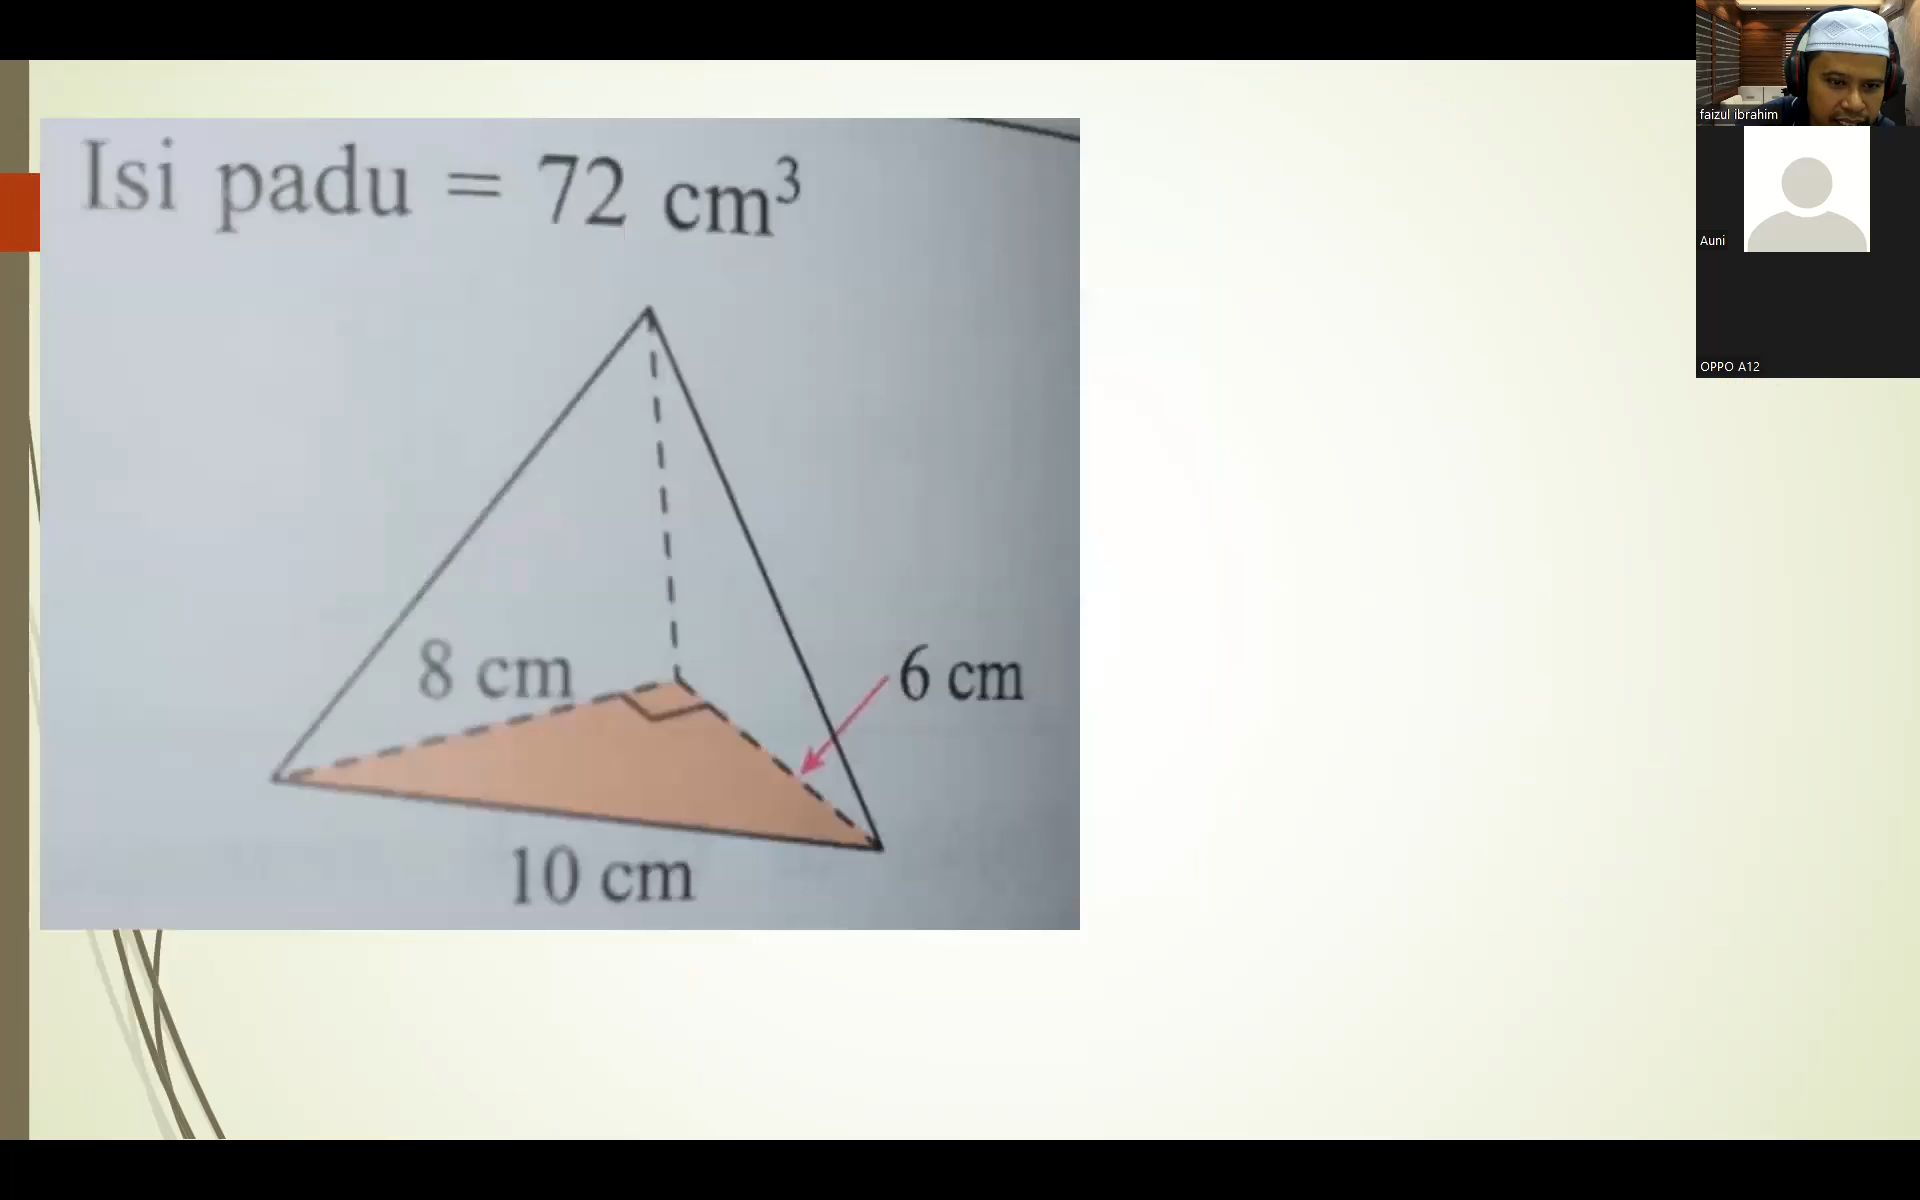 Isi padu = 72 cm³
8 cm
6 cm
10 cm
faizul ibrahim
Auni
OPPO A12